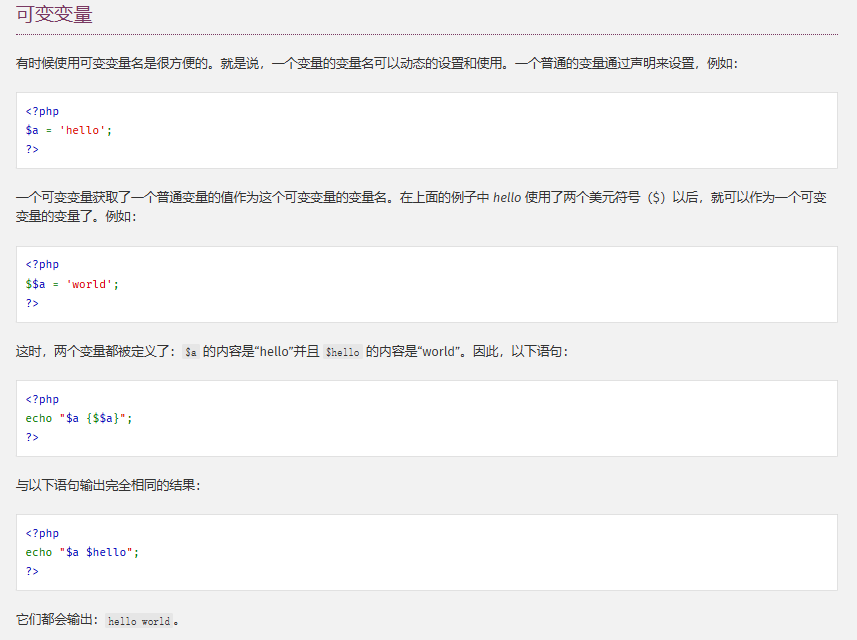 可变变量
有时候使用可变变量名是很方便的。就是说，一个变量的变量名可以动态的设置和使用。一个普通的变量通过声明来设置，例如：
<?php
$a = 'hello';
?>
一个可变变量获取了一个普通变量的值作为这个可变变量的变量名。在上面的例子中 hello 使用了两个美元符号（$）以后，就可以作为一个可变
变量的变量了。例如：
<?php
$$a = 'world';
?>
这时，两个变量都被定义了：$a 的内容是“hello”并且 $hello 的内容是“world”。因此，以下语句：
<?php
echo "$a {$$a}";
?>
与以下语句输出完全相同的结果：
<?php
echo "$a $hello";
?>
它们都会输出：hello world。